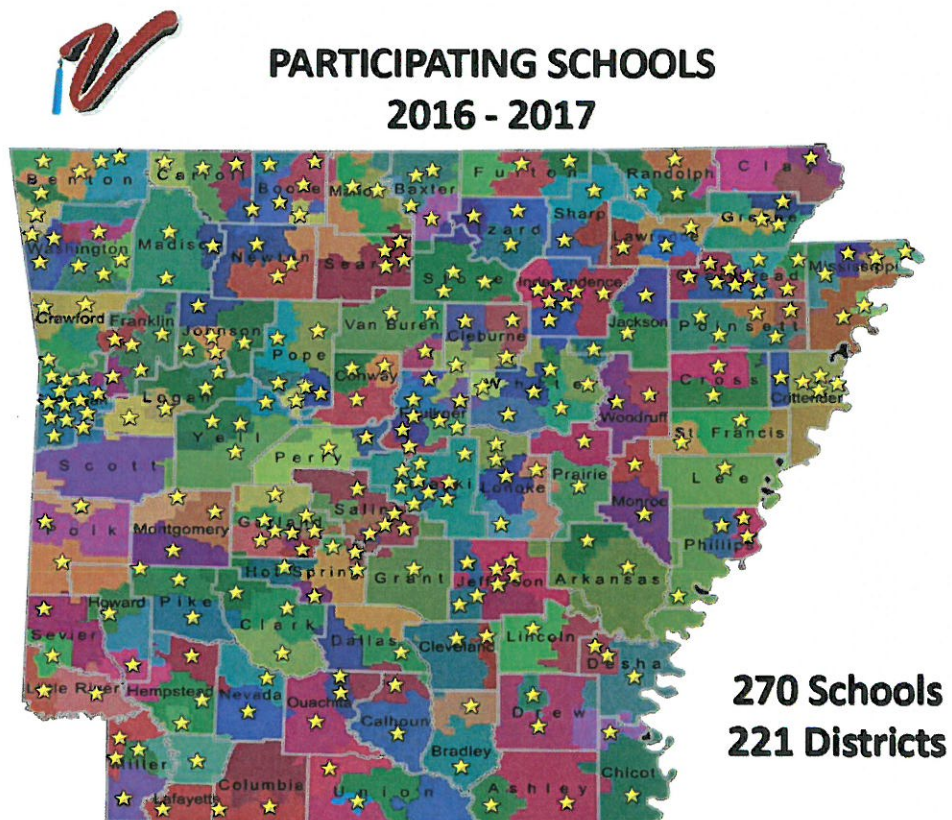 V
PARTICIPATING SCHOOLS
2016 - 2017
Benton Carroll Boone Baxter Fulton Randolph Clay
Sharp Greene
Washington Madison Newton Searcy Izard Lawrence
Stone Independence Craighead Mississippi
Crawford Franklin Johnson Van Buren Cleburne Jackson Poinsett
Pope
Logan Conway White Cross Crittenden
Faulkner Woodruff
Yell St. Francis
Scott Perry Prairie Lee
Pulaski Lonoke
Polk Montgomery Garland Saline Monroe
Phillips
Hot Spring Grant Jefferson Arkansas
Howard Pike
Sevier Clark Dallas Cleveland Lincoln
Desha
Little River Hempstead Nevada Ouachita Drew
Calhoun
Bradley
Miller Chicot
Lafayette Columbia Union Ashley
270 Schools
221 Districts